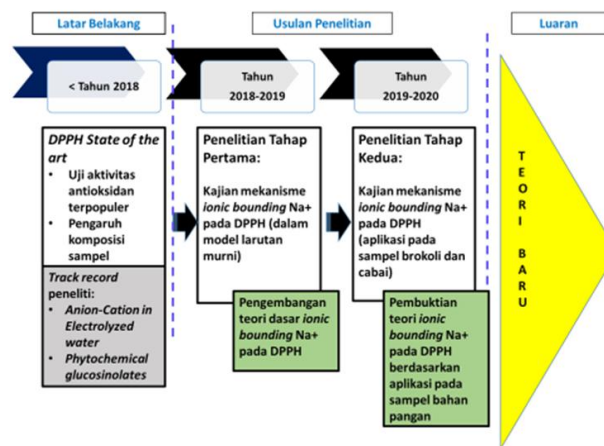 Latar Belakang
Usulan Penelitian
Luaran
< Tahun 2018
Tahun
2018-2019
Tahun
2019-2020
DPPH State of the
art
• Uji aktivitas
antioksidan
terpopuler
• Pengaruh
komposisi
sampel
Track record
peneliti:
• Anion-Cation in
Electrolyzed
water
• Phytochemical
glucosinolates
Penelitian Tahap
Pertama:
Kajian mekanisme
ionic bounding Na+
pada DPPH (dalam
model larutan
murni)
Pengembangan
teori dasar ionic
bounding Na+
pada DPPH
Penelitian Tahap
Kedua:
Kajian mekanisme
ionic bounding Na+
pada DPPH
(aplikasi pada
sampel brokoli dan
cabai)
Pembuktian
teori ionic
bounding Na+
pada DPPH
berdasarkan
aplikasi pada
sampel bahan
pangan
TEORI BARU